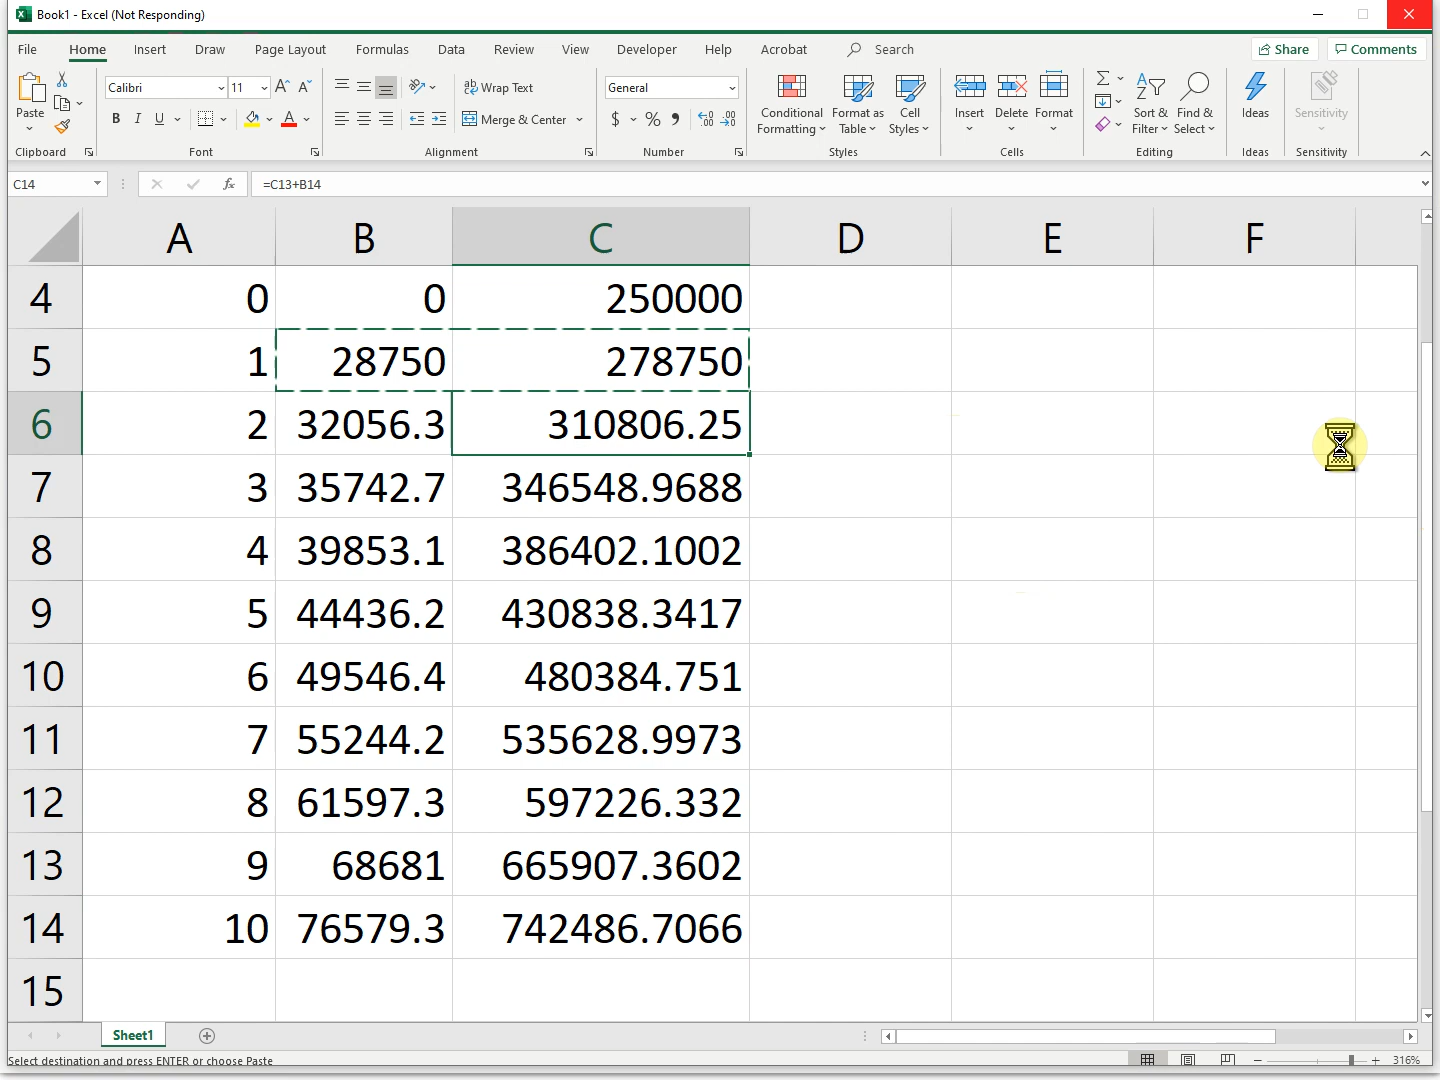 Book1 - Excel (Not Responding)
File Home Insert Draw Page Layout Formulas Data Review View Developer Help Acrobat Search Share Comments
Paste Calibri 11 A A Wrap Text General Conditional Formatting Format as Table Cell Styles Insert Delete Format Sort & Filter Find & Select Ideas Sensitivity
B I U A Merge & Center $ % ,
Clipboard Font Alignment Number Styles Cells Editing Ideas Sensitivity
C14 fx =C13+B14
A B C D E F
4 0 0 250000
5 1 28750 278750
6 2 32056.3 310806.25
7 3 35742.7 346548.9688
8 4 39853.1 386402.1002
9 5 44436.2 430838.3417
10 6 49546.4 480384.751
11 7 55244.2 535628.9973
12 8 61597.3 597226.332
13 9 68681 665907.3602
14 10 76579.3 742486.7066
15
Sheet1
Select destination and press ENTER or choose Paste 316%